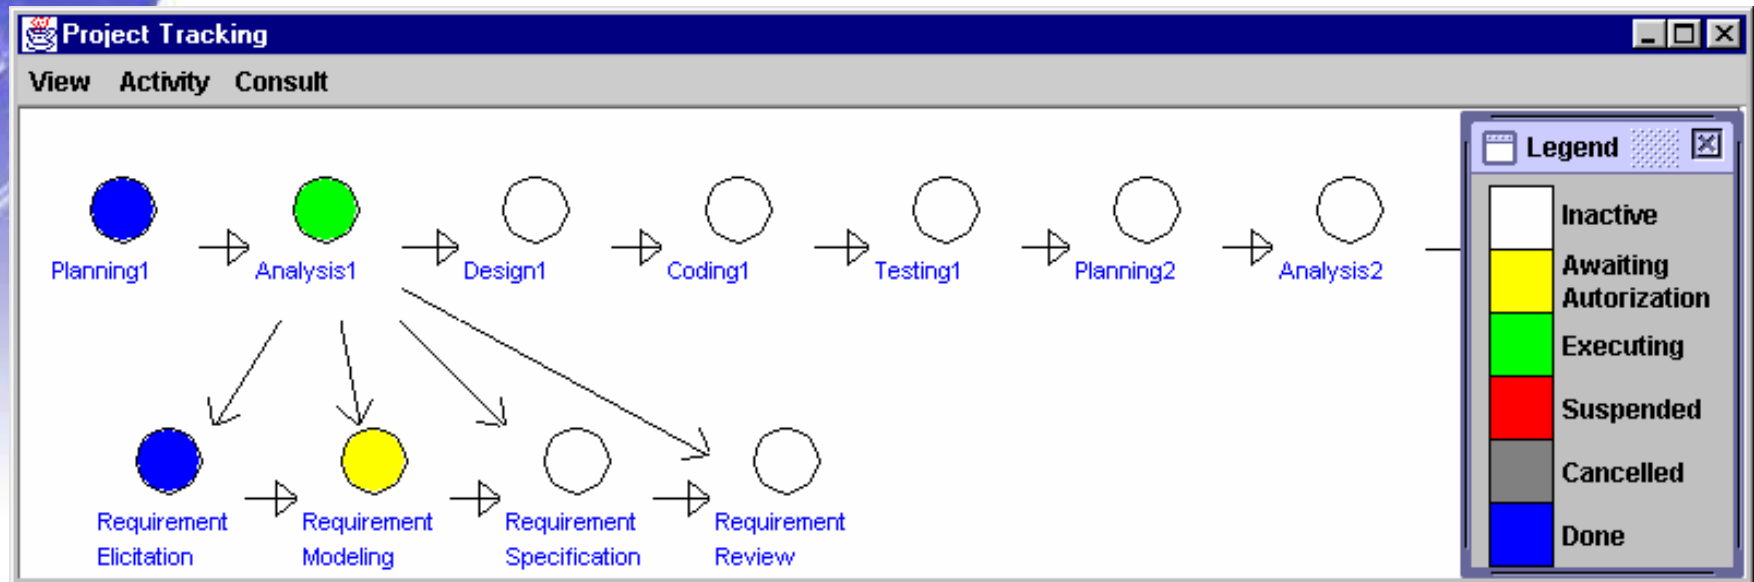 Project Tracking
View Activity Consult
Legend
Planning1 Analysis1 Design1 Coding1 Testing1 Planning2 Analysis2
Requirement Elicitation
Requirement Modeling
Requirement Specification
Requirement Review
Inactive
Awaiting
Autorization
Executing
Suspended
Cancelled
Done